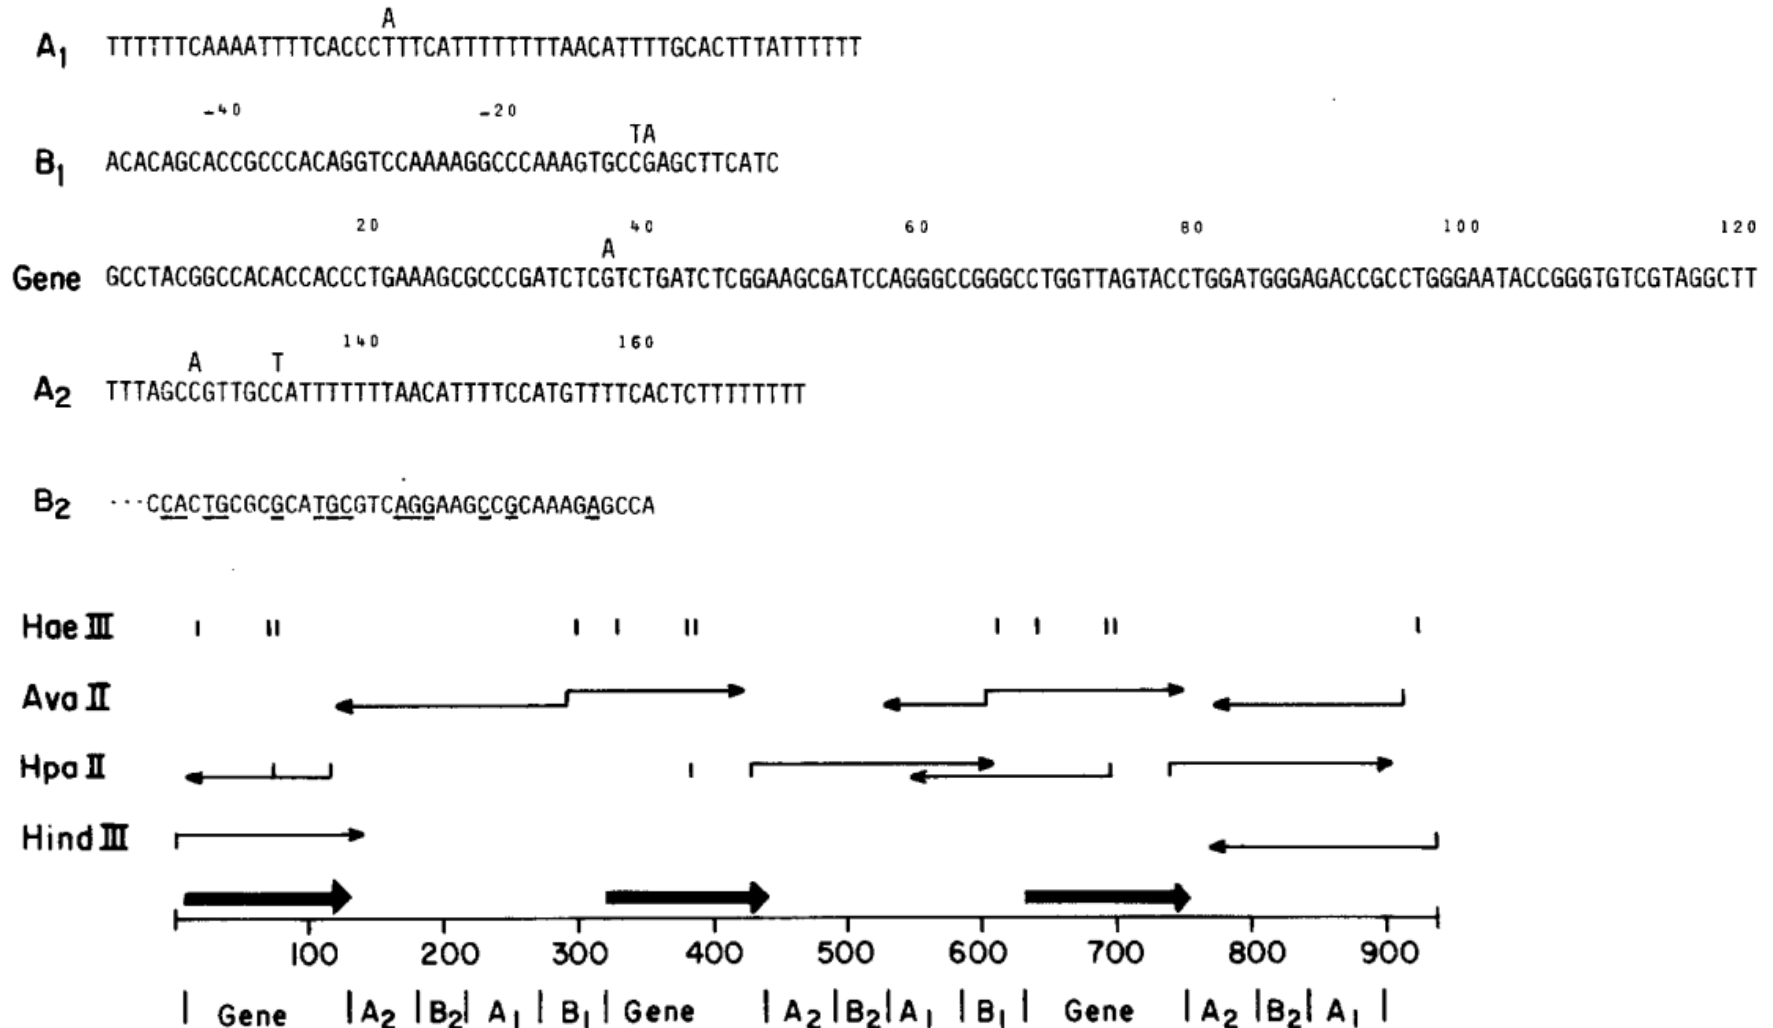 A
A1 TTTTTTCAAAATTTTCACCCTTTCATTTTTTTTAACATTTTGCACTTTATTTTTT
-40 -20
TA
B1 ACACAGCACCGCCCACAGGTCCAAAAGGCCCAAAGTGCCGAGCTTCATC
20 40 60 80 100 120
A
Gene GCCTACGGCCACACCACCCTGAAAGCGCCCGATCTCGTCTGATCTCGGAAGCGATCCAGGGCCGGGCCTGGTTAGTACCTGGATGGGAGACCGCCTGGGAATACCGGGTGTCGTAGGCTT
140 160
A T
A2 TTTAGCCGTTGCCATTTTTTTTAACATTTTCCATGTTTTCACTCTTTTTTTT
B2 ···CCACTGCGCGCATGCGTCAGGAAGCCGCAAAGAGCCA
Hae III
Ava II
Hpa II
Hind III
100 200 300 400 500 600 700 800 900
| Gene | A2 | B2 | A1 | B1 | Gene | A2 | B2 | A1 | B1 | Gene | A2 | B2 | A1 |